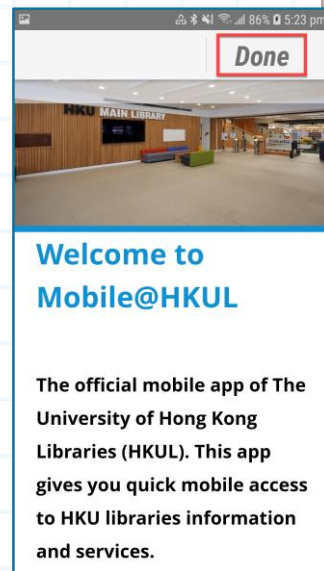 86% 5:23 pm
Done
HKU MAIN LIBRARY
Welcome to
Mobile@HKUL
The official mobile app of The
University of Hong Kong
Libraries (HKUL). This app
gives you quick mobile access
to HKU libraries information
and services.